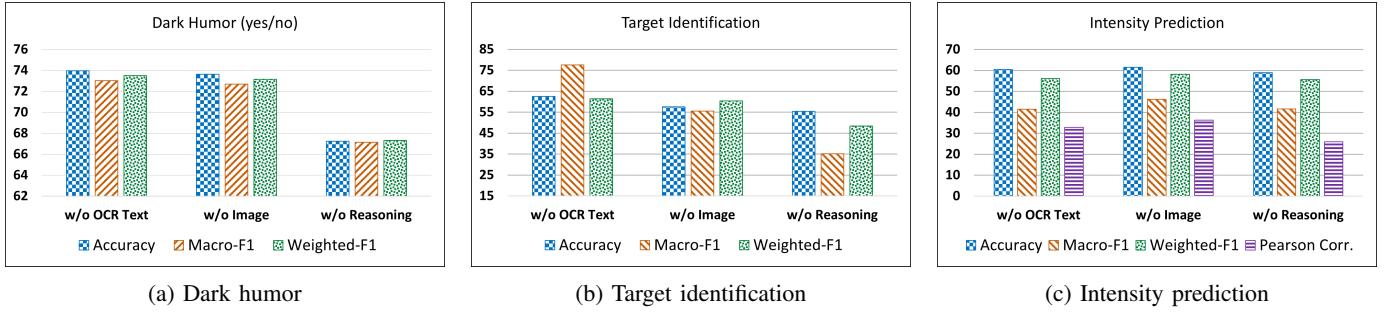 Dark Humor (yes/no)
76
74
72
70
68
66
64
62
w/o OCR Text w/o Image w/o Reasoning
Accuracy Macro-F1 Weighted-F1
(a) Dark humor
Target Identification
85
75
65
55
45
35
25
15
w/o OCR Text w/o Image w/o Reasoning
Accuracy Macro-F1 Weighted-F1
(b) Target identification
Intensity Prediction
70
60
50
40
30
20
10
0
w/o OCR Text w/o Image w/o Reasoning
Accuracy Macro-F1 Weighted-F1 Pearson Corr.
(c) Intensity prediction